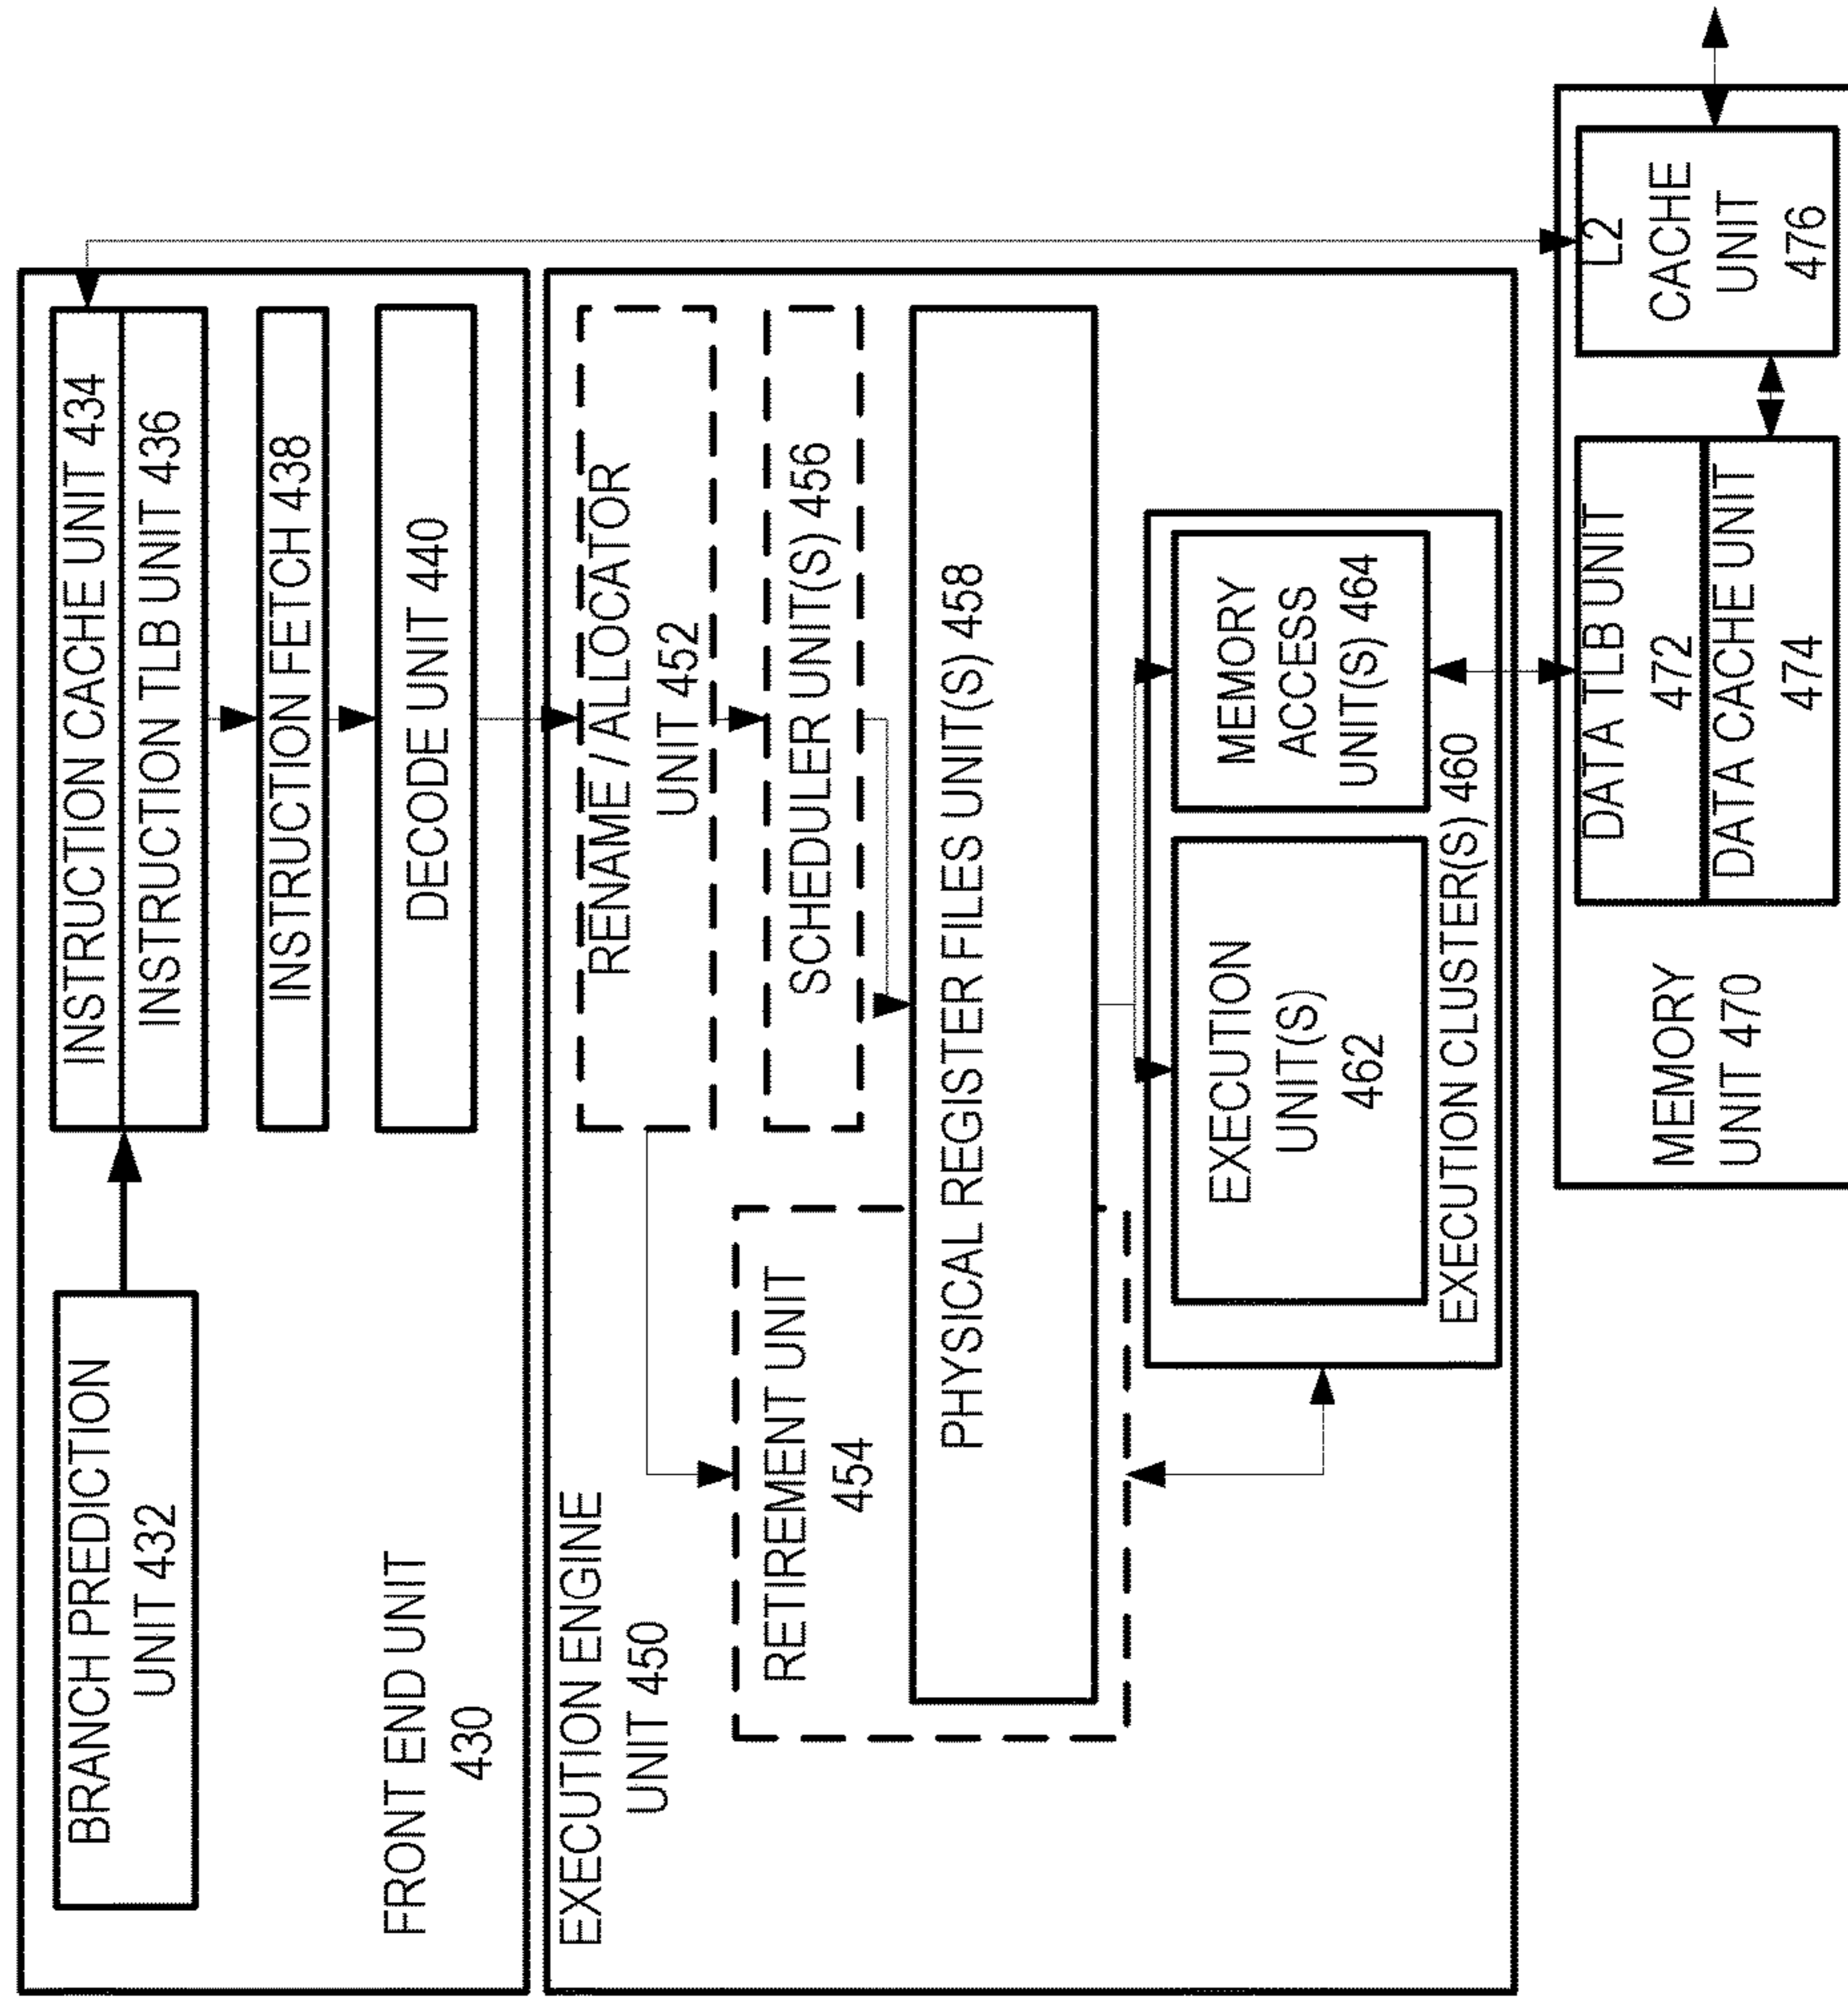 BRANCH PREDICTION
UNIT 432
INSTRUCTION CACHE UNIT 434
INSTRUCTION TLB UNIT 436
INSTRUCTION FETCH 438
FRONT END UNIT
430
DECODE UNIT 440
EXECUTION ENGINE
UNIT 450
RENAME / ALLOCATOR
UNIT 452
RETIREMENT UNIT
454
SCHEDULER UNIT(S) 456
PHYSICAL REGISTER FILES UNIT(S) 458
EXECUTION
UNIT(S)
462
MEMORY
ACCESS
UNIT(S) 464
EXECUTION CLUSTER(S) 460
MEMORY
UNIT 470
DATA TLB UNIT
472
DATA CACHE UNIT
474
L2
CACHE
UNIT
476